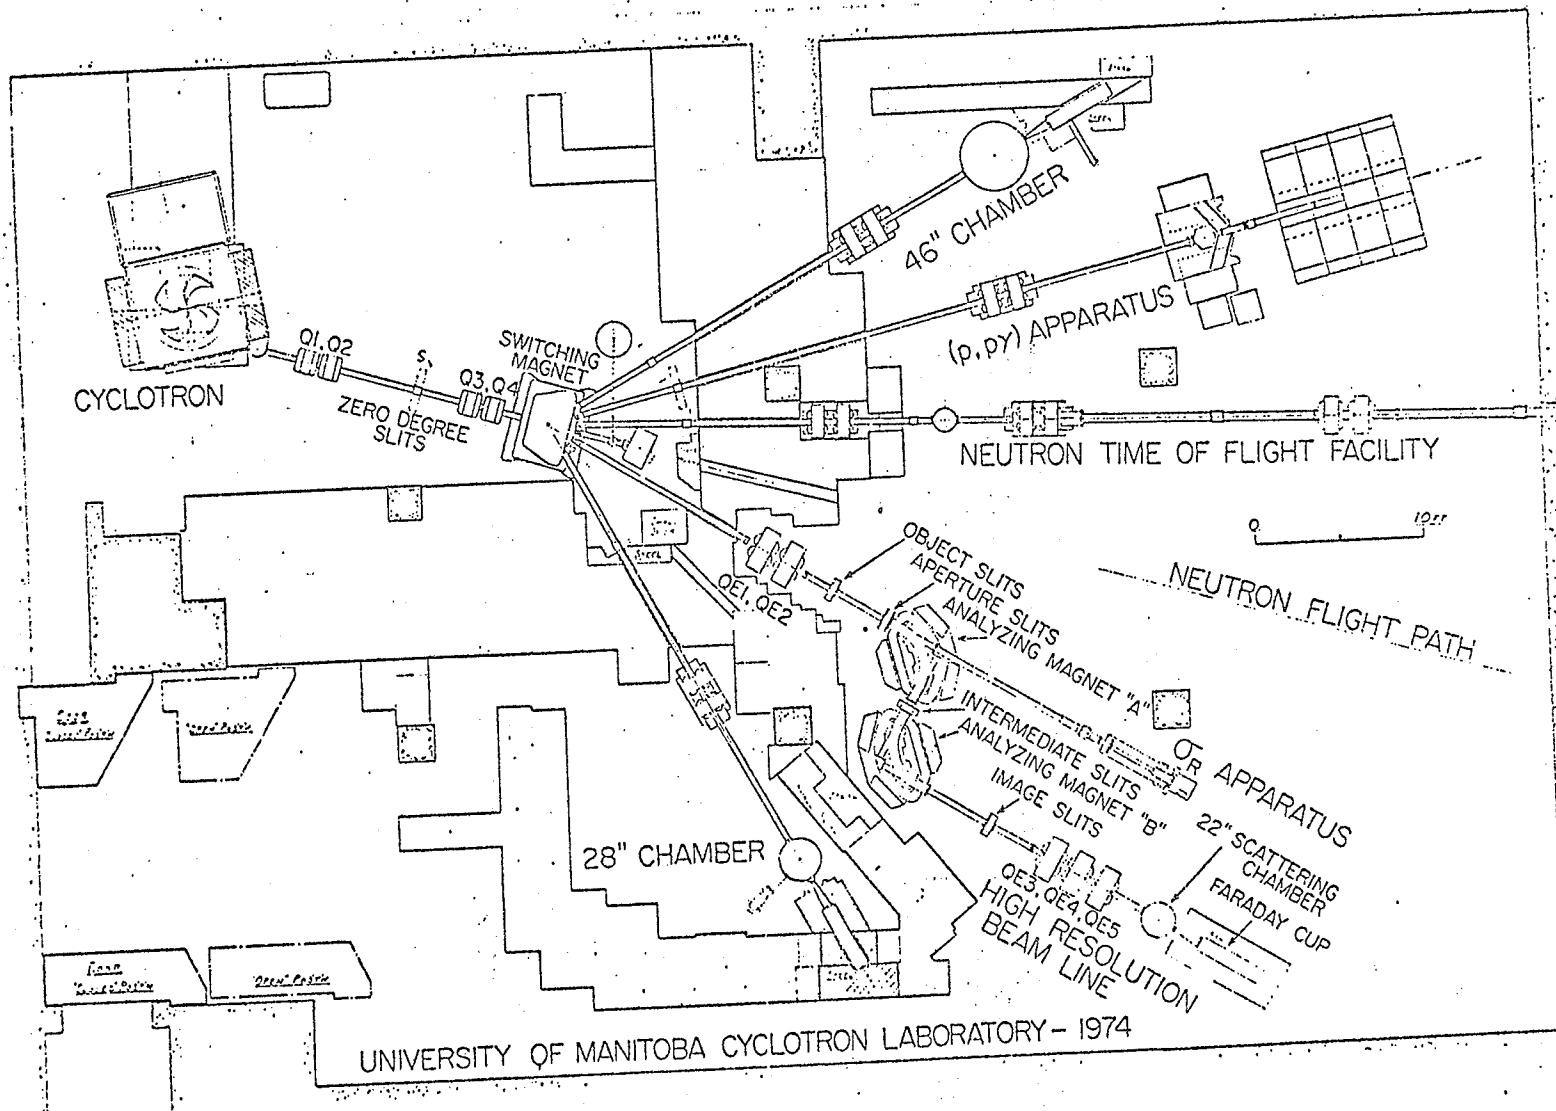 46" CHAMBER
(p,pγ) APPARATUS
Q1, Q2
S
SWITCHING
MAGNET
Q3, Q4
CYCLOTRON
ZERO DEGREE
SLITS
NEUTRON TIME OF FLIGHT FACILITY
0
10 FT
NEUTRON FLIGHT PATH
OBJECT SLITS
APERTURE SLITS
ANALYZING MAGNET "A"
QE1, QE2
STEEL
INTERMEDIATE SLITS
ANALYZING MAGNET "B"
IMAGE SLITS
σR APPARATUS
22" SCATTERING
CHAMBER
FARADAY CUP
28" CHAMBER
QE3, QE4, QE5
HIGH RESOLUTION
BEAM LINE
UNIVERSITY OF MANITOBA CYCLOTRON LABORATORY - 1974